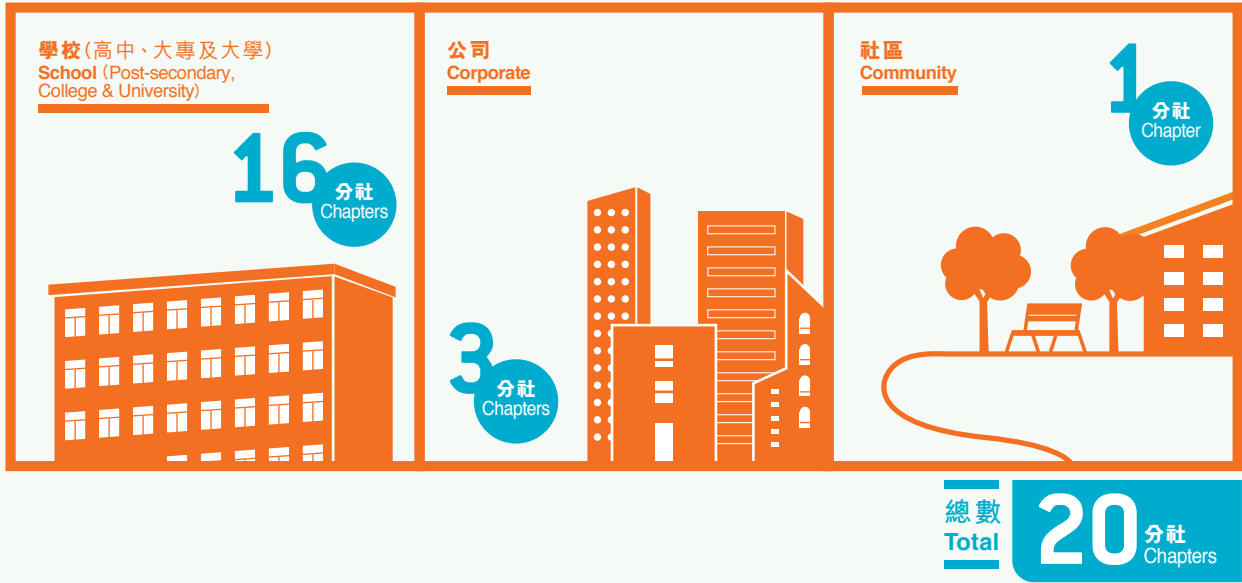 學校(高中、大專及大學)
School (Post-secondary,
College & University)
16
分社
Chapters
公司
Corporate
3
分社
Chapters
社區
Community
1
分社
Chapter
總數
Total
20
分社
Chapters